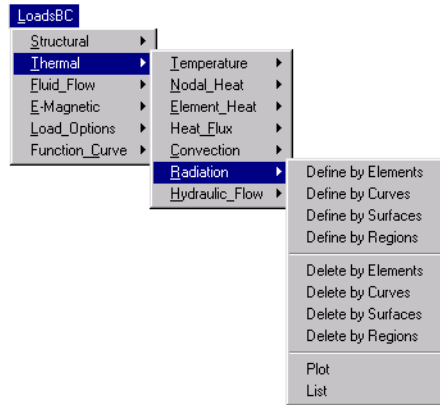 LoadsBC
Structural
Thermal
Fluid_Flow
E-Magnetic
Load_Options
Function_Curve
Temperature
Nodal_Heat
Element_Heat
Heat_Flux
Convection
Radiation
Hydraulic_Flow
Define by Elements
Define by Curves
Define by Surfaces
Define by Regions
Delete by Elements
Delete by Curves
Delete by Surfaces
Delete by Regions
Plot
List